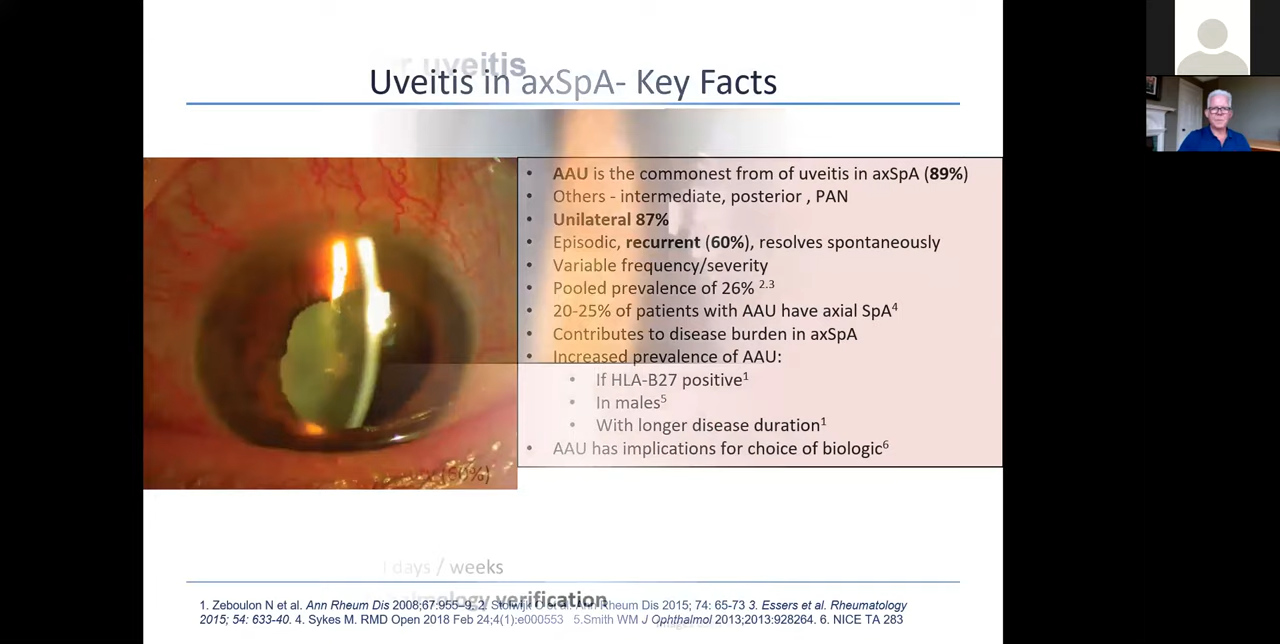 r uveitis
Uveitis in axSpA- Key Facts
• AAU is the commonest from of uveitis in axSpA (89%)
• Others - intermediate, posterior , PAN
• Unilateral 87%
• Episodic, recurrent (60%), resolves spontaneously
• Variable frequency/severity
• Pooled prevalence of 26% 2.3
• 20-25% of patients with AAU have axial SpA4
• Contributes to disease burden in axSpA
• Increased prevalence of AAU:
• If HLA-B27 positive1
• In males5
• With longer disease duration1
• AAU has implications for choice of biologic6
days / weeks
verification
1. Zeboulon N et al. Ann Rheum Dis 2008;67:955–9. 2. Stolwijk C et al. Ann Rheum Dis 2015; 74: 65-73 3. Essers et al. Rheumatology
2015; 54: 633-40. 4. Sykes M. RMD Open 2018 Feb 24;4(1):e000553 5.Smith WM J Ophthalmol 2013;2013:928264. 6. NICE TA 383